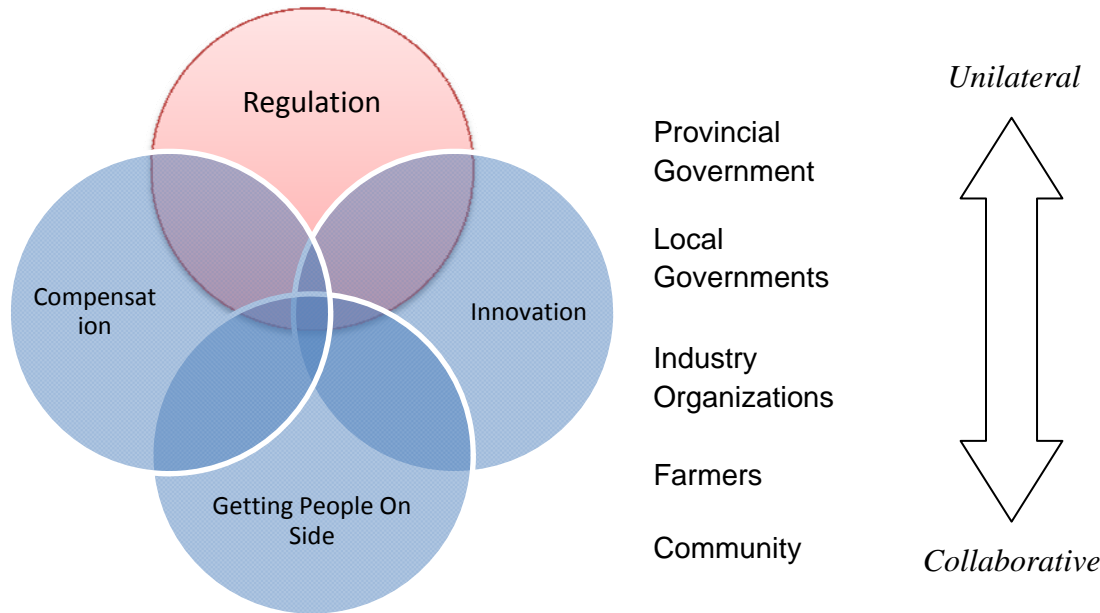 Regulation
Compensat
ion
Innovation
Getting People On
Side
Provincial
Government
Local
Governments
Industry
Organizations
Farmers
Community
Unilateral
Collaborative